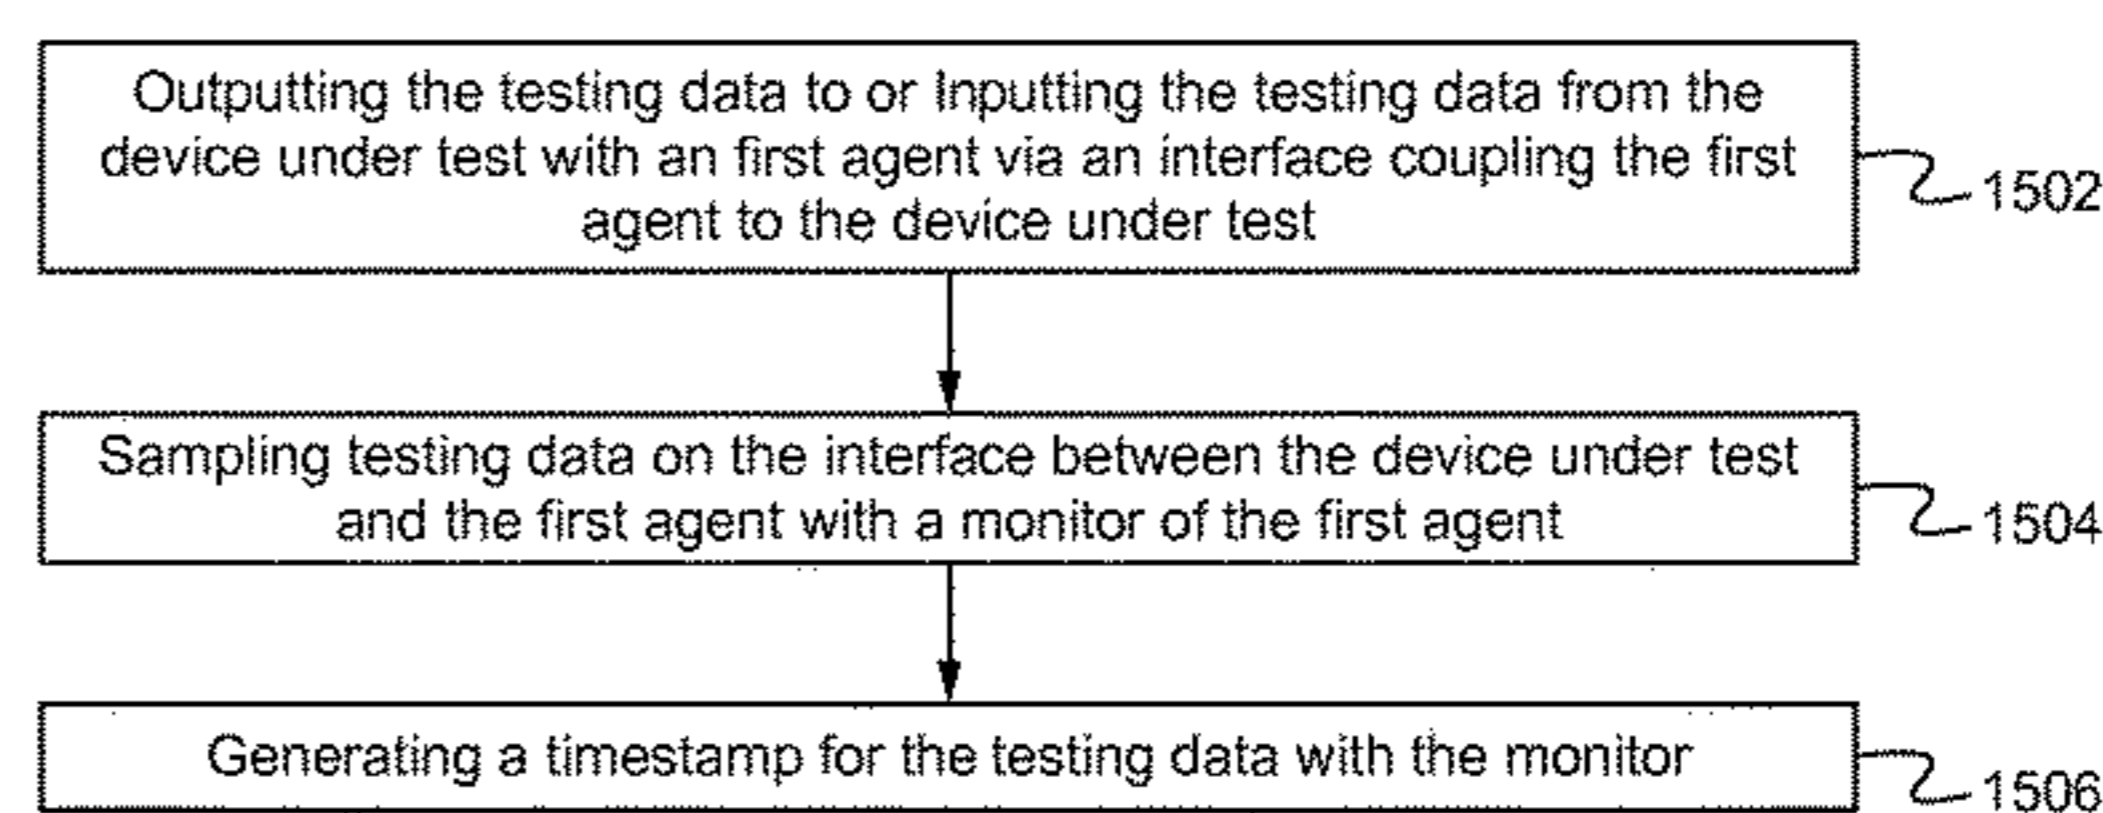 Outputting the testing data to or Inputting the testing data from the
device under test with an first agent via an interface coupling the first
agent to the device under test
1502
Sampling testing data on the interface between the device under test
and the first agent with a monitor of the first agent
1504
Generating a timestamp for the testing data with the monitor
1506